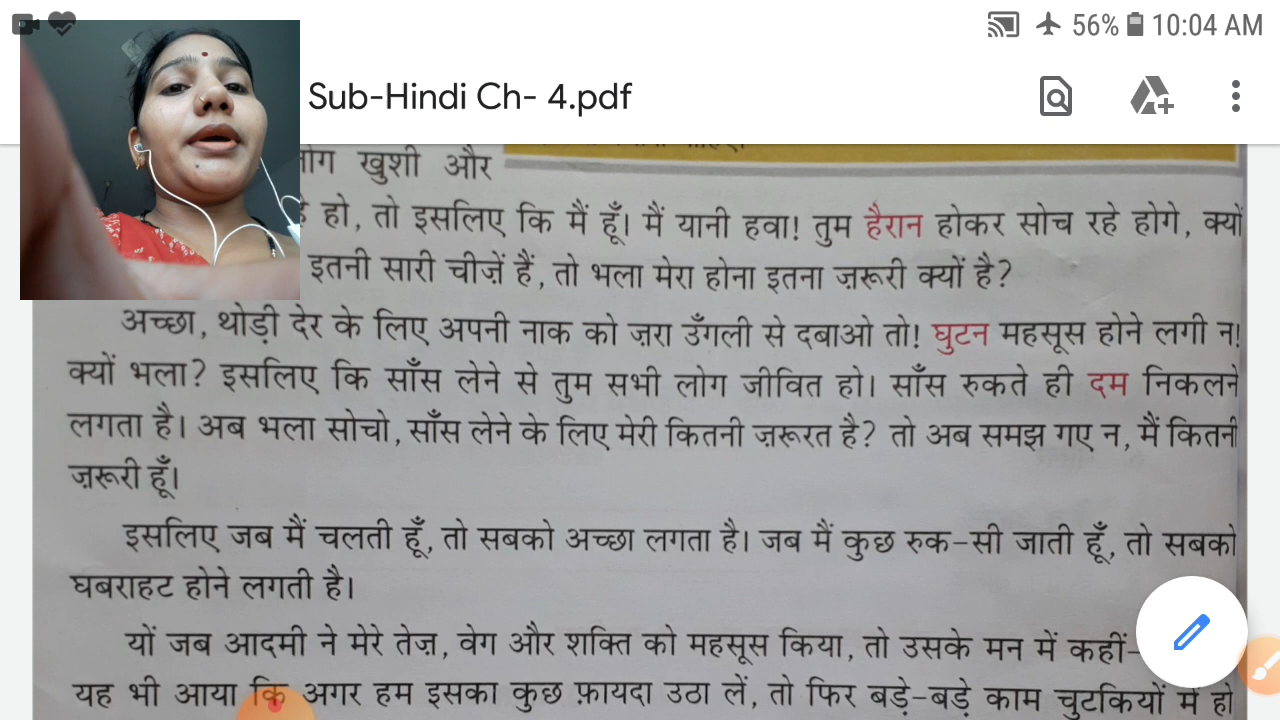 56% 10:04 AM
Sub-Hindi Ch- 4.pdf
खुशी और
हो, तो इसलिए कि मैं हूँ। मैं यानी हवा! तुम हैरान होकर सोच रहे होगे, क्यों
इतनी सारी चीज़ें हैं, तो भला मेरा होना इतना ज़रूरी क्यों है?
अच्छा, थोड़ी देर के लिए अपनी नाक को ज़रा उँगली से दबाओ तो! घुटन महसूस होने लगी न!
क्यों भला? इसलिए कि साँस लेने से तुम सभी लोग जीवित हो। साँस रुकते ही दम निकलने
लगता है। अब भला सोचो, साँस लेने के लिए मेरी कितनी ज़रूरत है? तो अब समझ गए न, मैं कितनी
ज़रूरी हूँ।
इसलिए जब मैं चलती हूँ, तो सबको अच्छा लगता है। जब मैं कुछ रुक-सी जाती हूँ, तो सबको
घबराहट होने लगती है।
यों जब आदमी ने मेरे तेज़, वेग और शक्ति को महसूस किया, तो उसके मन में कहीं-
यह भी आया कि अगर हम इसका कुछ फ़ायदा उठा लें, तो फिर बड़े-बड़े काम चुटकियों में हो